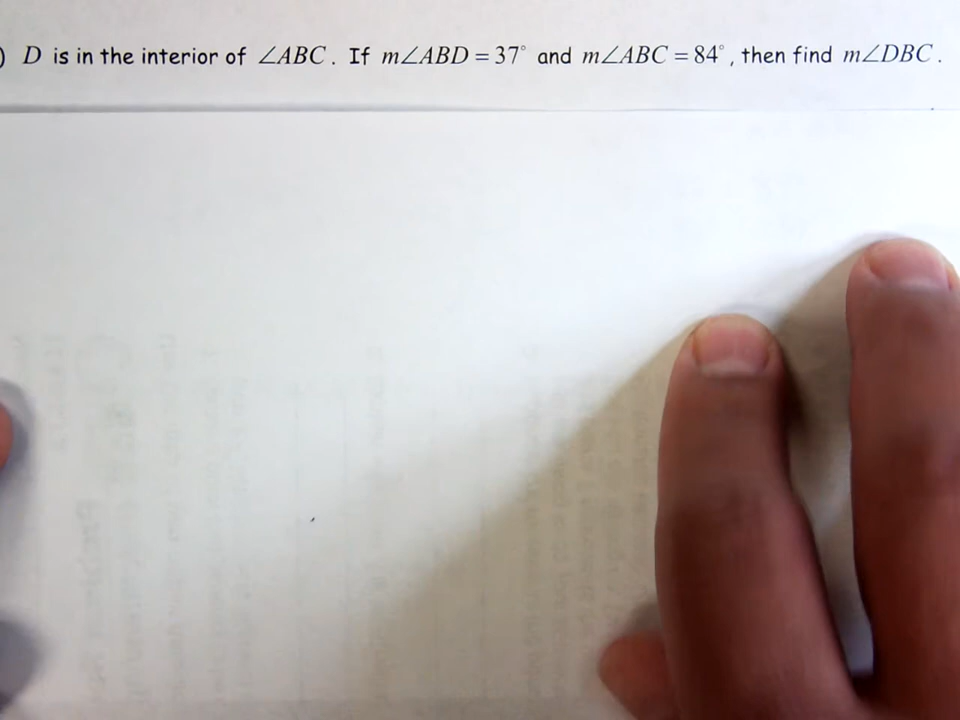 ) D is in the interior of ∠ABC. If m∠ABD = 37° and m∠ABC = 84°, then find m∠DBC.